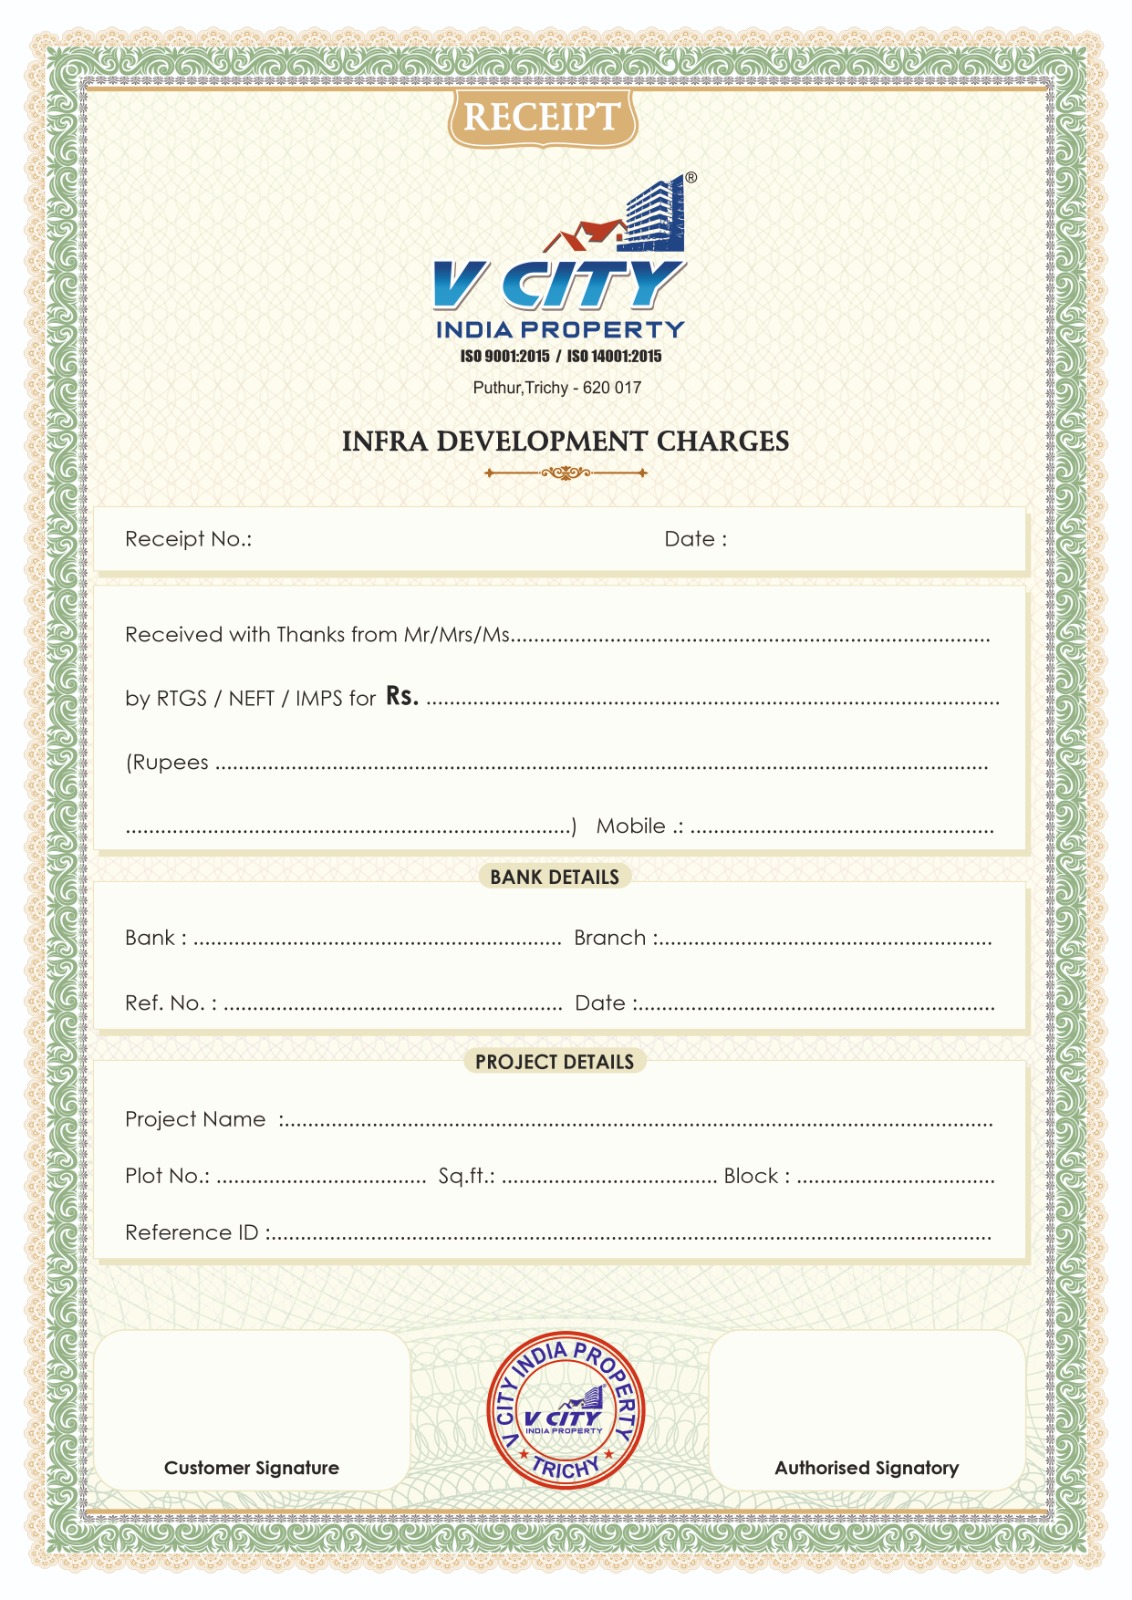 RECEIPT
®
V CITY
INDIA PROPERTY
ISO 9001:2015 / ISO 14001:2015
Puthur,Trichy - 620 017
INFRA DEVELOPMENT CHARGES
Receipt No.: Date :
Received with Thanks from Mr/Mrs/Ms..................................................................................
by RTGS / NEFT / IMPS for Rs. ..................................................................................................
(Rupees ....................................................................................................................................
............................................................................) Mobile .: ....................................................
BANK DETAILS
Bank : ............................................................... Branch :.........................................................
Ref. No. : .......................................................... Date :.............................................................
PROJECT DETAILS
Project Name :.........................................................................................................................
Plot No.: .................................... Sq.ft.: ..................................... Block : ..................................
Reference ID :...........................................................................................................................
V CITY INDIA PROPERTY
V CITY
INDIA PROPERTY
★ TRICHY ★
Customer Signature Authorised Signatory